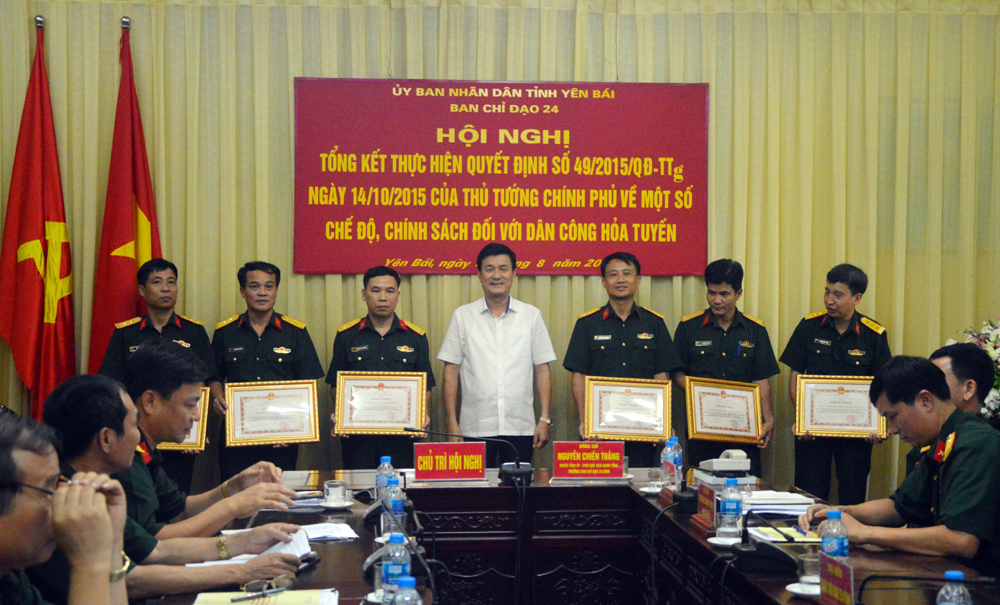 ỦY BAN NHÂN DÂN TỈNH YÊN BÁI
BAN CHỈ ĐẠO 24
HỘI NGHỊ
TỔNG KẾT THỰC HIỆN QUYẾT ĐỊNH SỐ 49/2015/QĐ-TTg
NGÀY 14/10/2015 CỦA THỦ TƯỚNG CHÍNH PHỦ VỀ MỘT SỐ
CHẾ ĐỘ, CHÍNH SÁCH ĐỐI VỚI DÂN CÔNG HỎA TUYẾN
Yên Bái, ngày 8 năm
CHỦ TRÌ HỘI NGHỊ
ĐỒNG CHÍ
NGUYỄN CHIẾN THẮNG